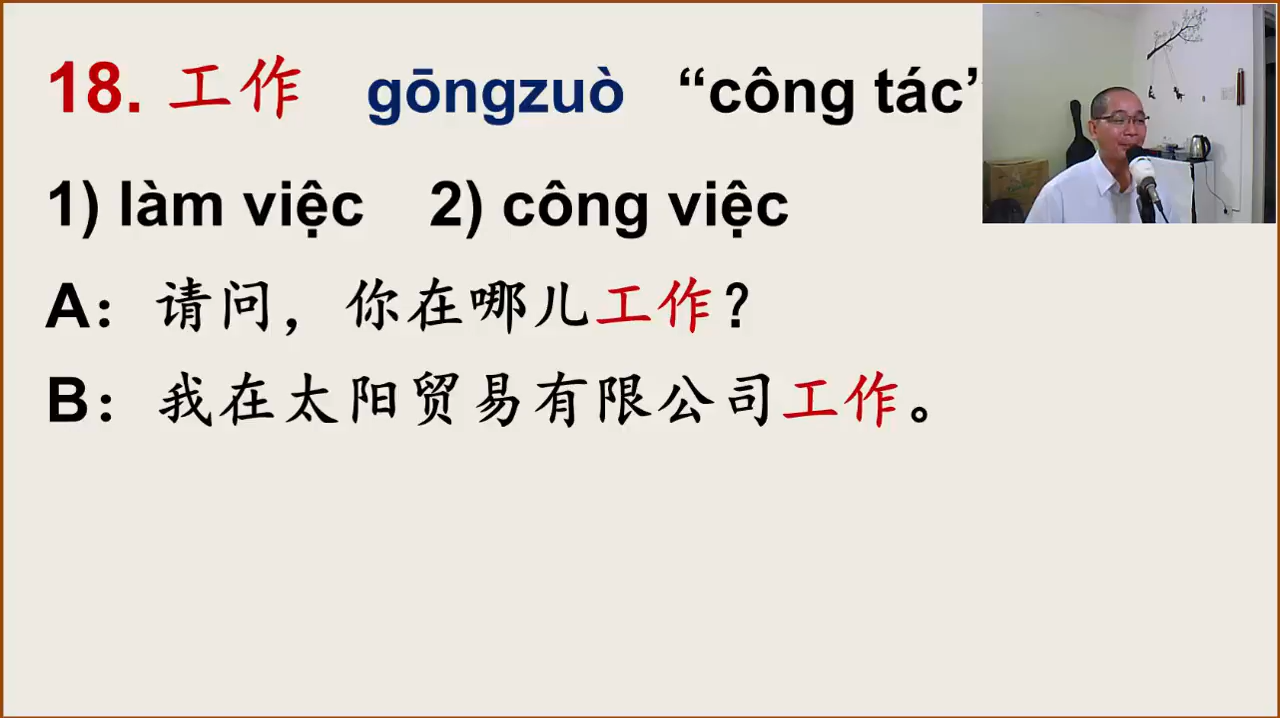 18. 工作 gōngzuò “công tác”
1) làm việc 2) công việc
A：请问，你在哪儿工作？
B：我在太阳贸易有限公司工作。